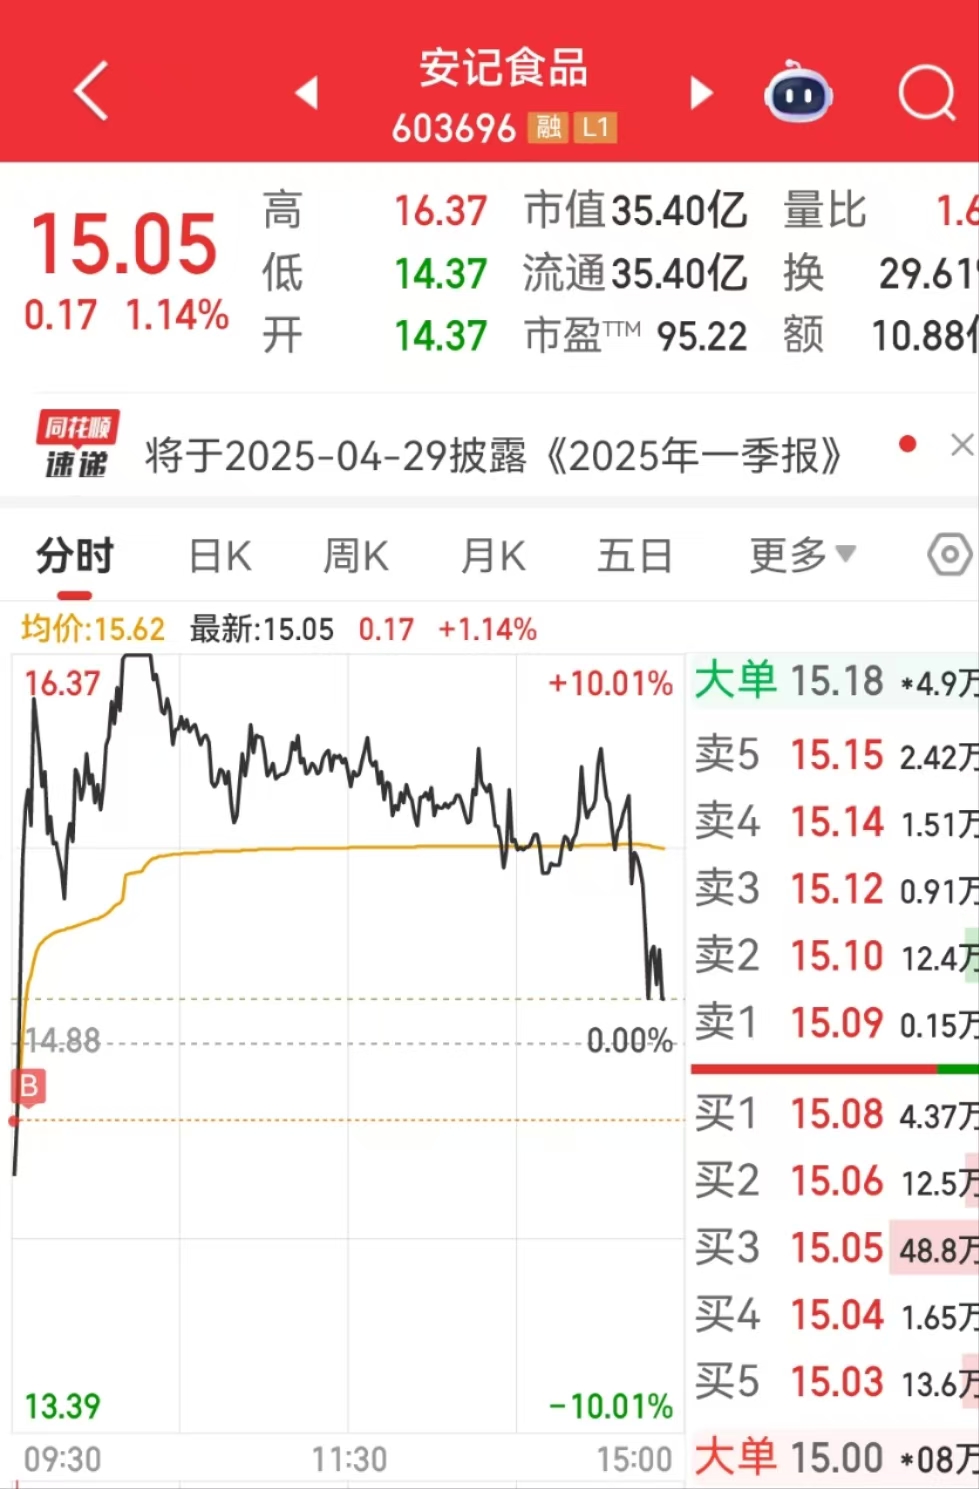 安记食品
603696 融 L1
15.05
0.17 1.14%
高 16.37 市值 35.40亿 量比 1.6
低 14.37 流通 35.40亿 换 29.61
开 14.37 市盈TTM 95.22 额 10.88
同花顺
速递
将于2025-04-29披露《2025年一季报》
分时 日K 周K 月K 五日 更多
均价:15.62 最新:15.05 0.17 +1.14%
16.37 +10.01%
14.88 0.00%
B
13.39 -10.01%
09:30 11:30 15:00
大单 15.18 *4.9万
卖5 15.15 2.42万
卖4 15.14 1.51万
卖3 15.12 0.91万
卖2 15.10 12.4万
卖1 15.09 0.15万
买1 15.08 4.37万
买2 15.06 12.5万
买3 15.05 48.8万
买4 15.04 1.65万
买5 15.03 13.6万
大单 15.00 *08万